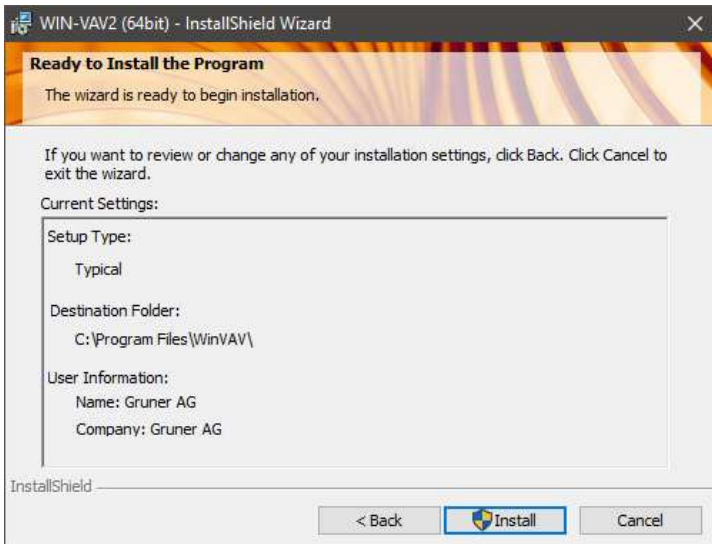 WIN-VAV2 (64bit) - InstallShield Wizard
Ready to Install the Program
The wizard is ready to begin installation.
If you want to review or change any of your installation settings, click Back. Click Cancel to
exit the wizard.
Current Settings:
Setup Type:
Typical
Destination Folder:
C:\Program Files\WinVAV\
User Information:
Name: Gruner AG
Company: Gruner AG
InstallShield
< Back
Install
Cancel